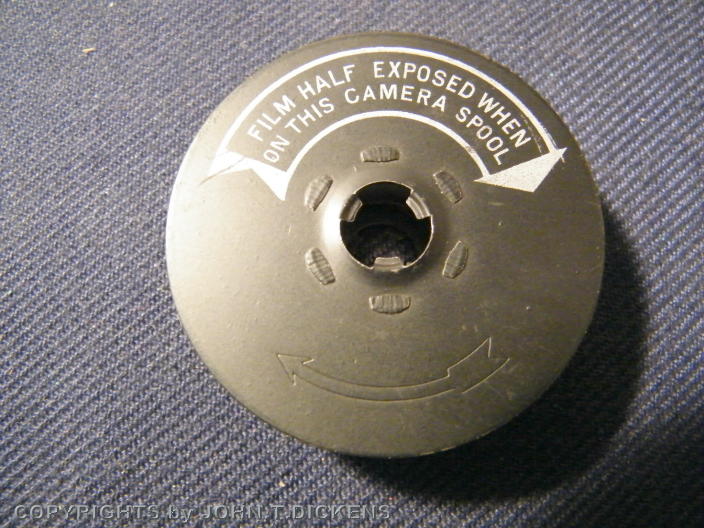 FILM HALF EXPOSED WHEN
ON THIS CAMERA SPOOL
COPYRIGHTS by JOHN.T.DICKENS